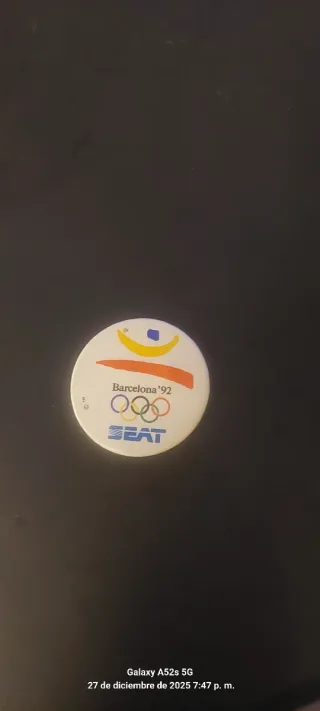 Barcelona'92
SEAT
Galaxy A52s 5G
27 de diciembre de 2025 7:47 p. m.